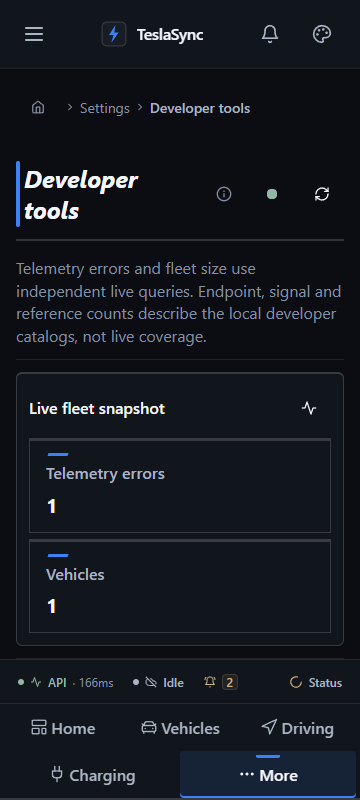 TeslaSync
Settings
Developer tools
Developer
tools
Telemetry errors and fleet size use
independent live queries. Endpoint, signal and
reference counts describe the local developer
catalogs, not live coverage.
Live fleet snapshot
Telemetry errors
1
Vehicles
1
API · 166ms
Idle
2
Status
Home
Vehicles
Driving
Charging
More